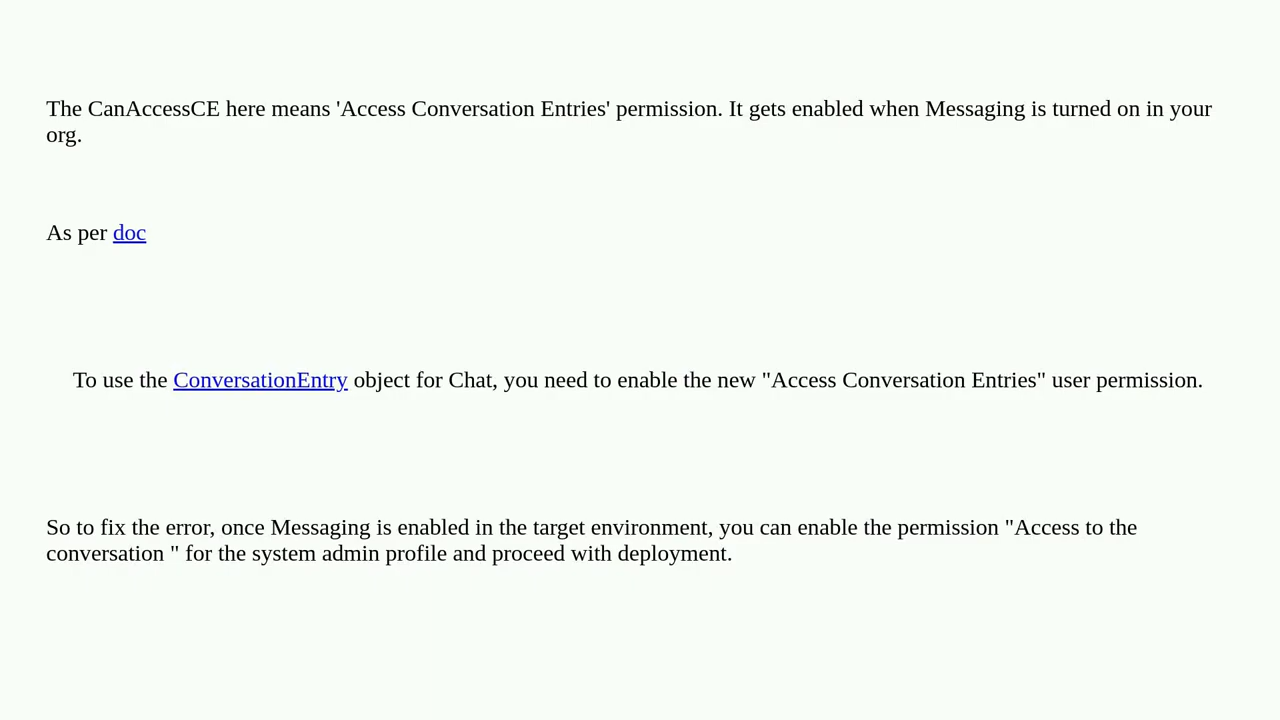 The CanAccessCE here means 'Access Conversation Entries' permission. It gets enabled when Messaging is turned on in your
org.
As per doc
To use the ConversationEntry object for Chat, you need to enable the new "Access Conversation Entries" user permission.
So to fix the error, once Messaging is enabled in the target environment, you can enable the permission "Access to the
conversation " for the system admin profile and proceed with deployment.